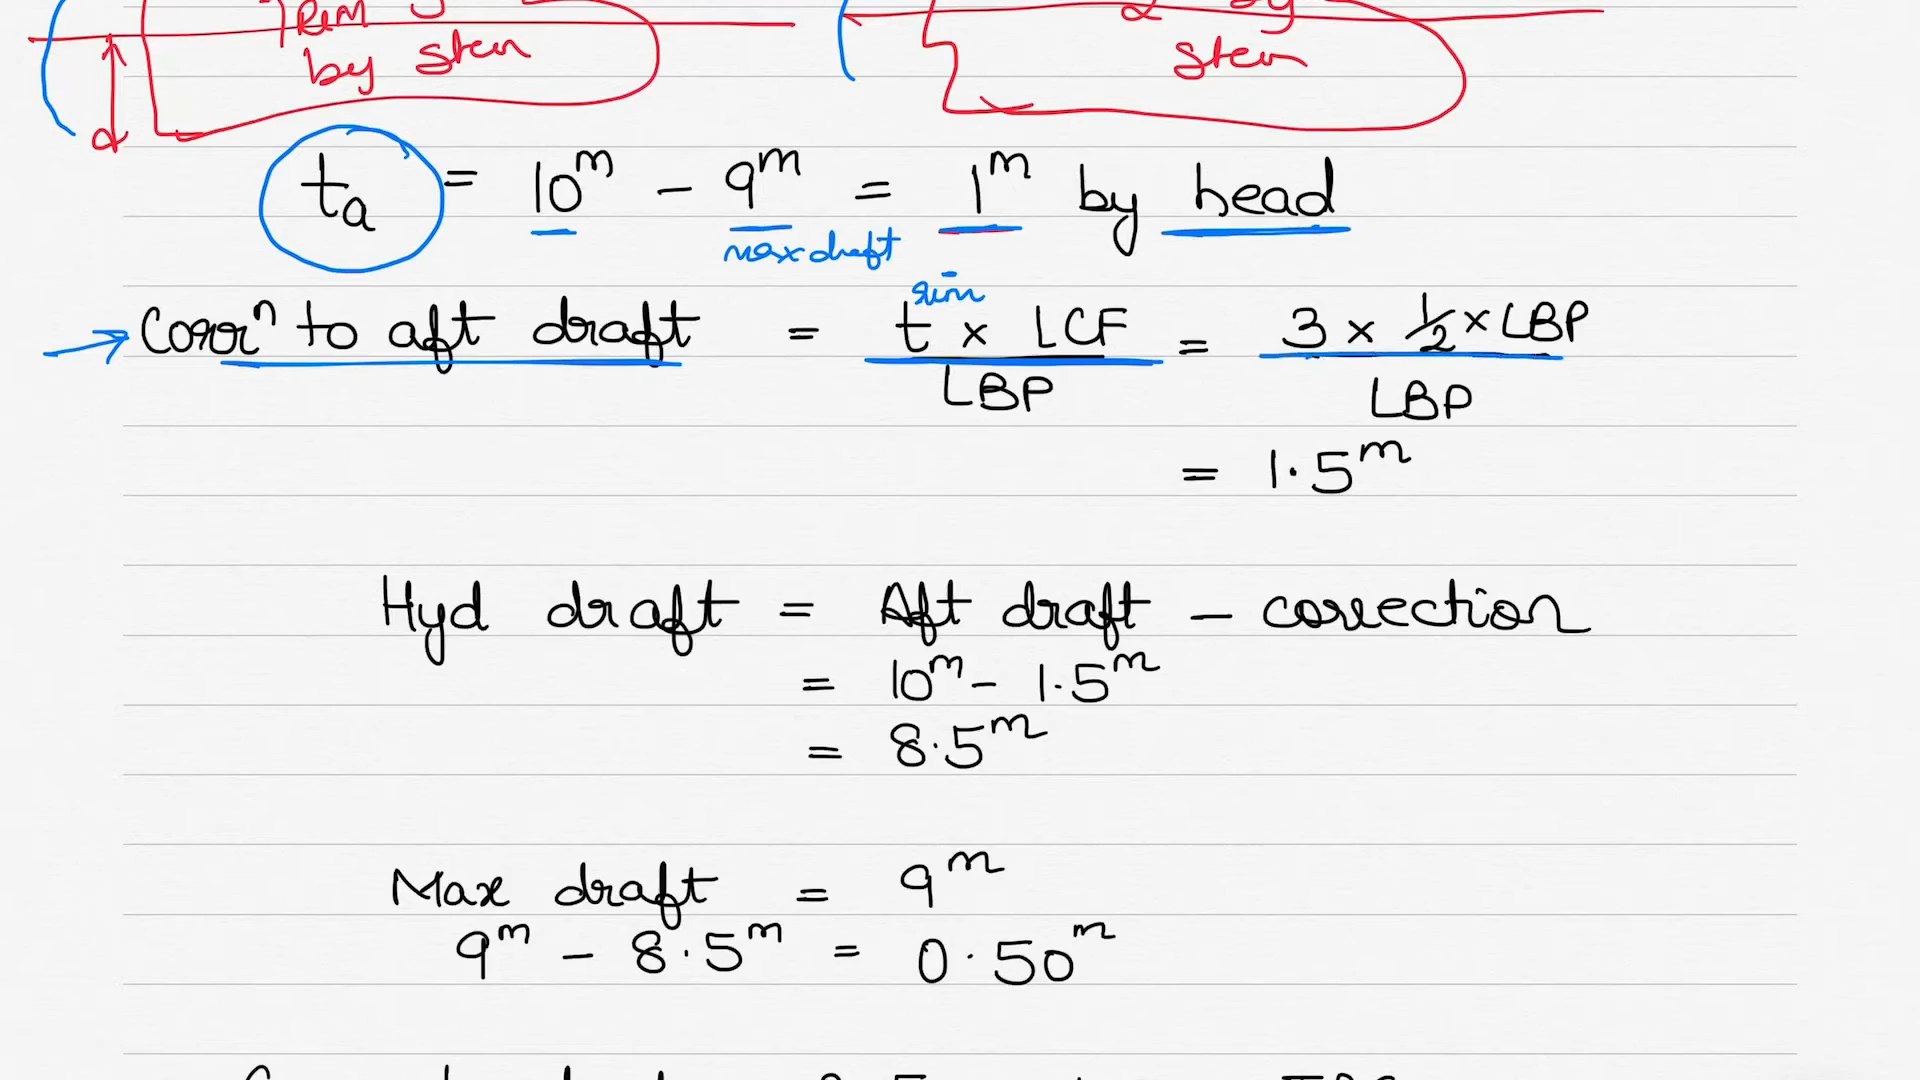 Trim
by stern
by
stern
ta = 10m - 9m = 1m by head
max draft
Corrn to aft draft = t x LCF / LBP = 3 x 1/2 x LBP / LBP
= 1.5m
Hyd draft = Aft draft - correction
= 10m - 1.5m
= 8.5m
Max draft = 9m
9m - 8.5m = 0.50m